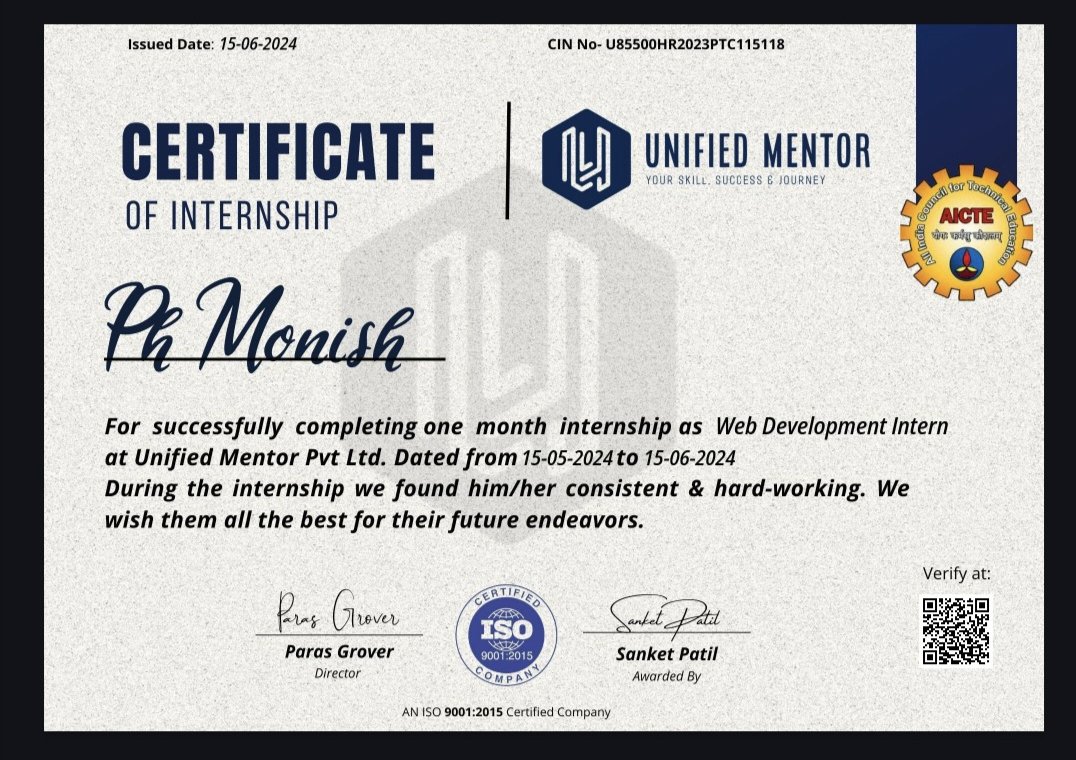 Issued Date: 15-06-2024
CIN No- U85500HR2023PTC115118
CERTIFICATE
OF INTERNSHIP
UNIFIED MENTOR
YOUR SKILL, SUCCESS & JOURNEY
All India Council for Technical Education
AICTE
योगः कर्मसु कौशलम्
Ph Monish
For successfully completing one month internship as Web Development Intern
at Unified Mentor Pvt Ltd. Dated from 15-05-2024 to 15-06-2024
During the internship we found him/her consistent & hard-working. We
wish them all the best for their future endeavors.
Verify at:
Paras Grover
Paras Grover
Director
CERTIFIED
ISO
9001:2015
COMPANY
Sanket Patil
Sanket Patil
Awarded By
AN ISO 9001:2015 Certified Company